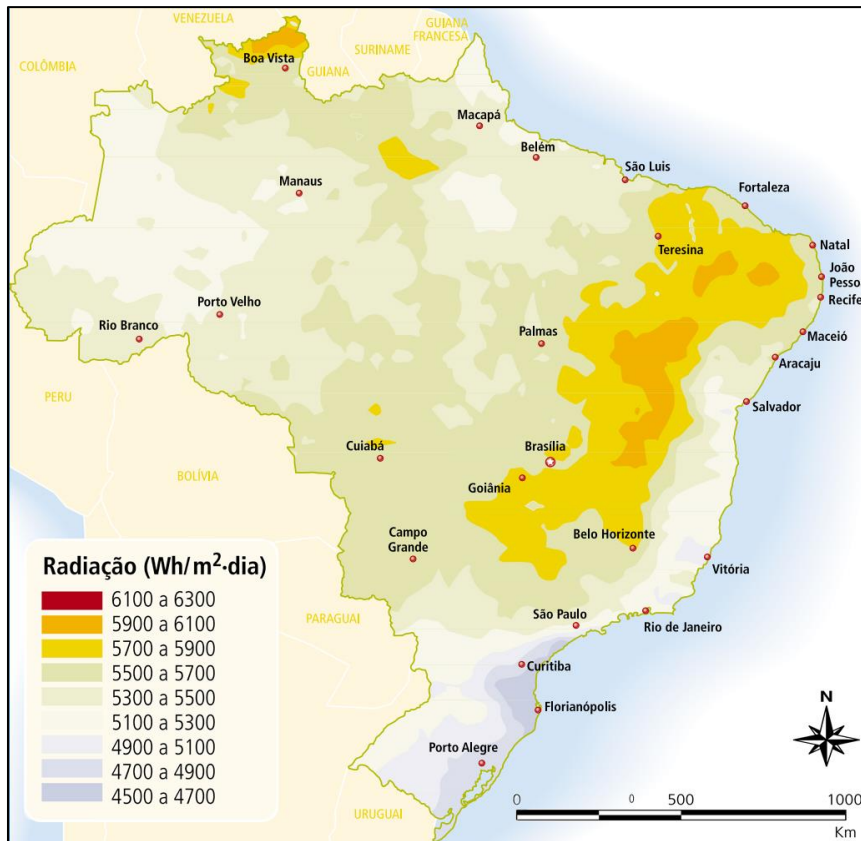 VENEZUELA
GUIANA
FRANCESA
SURINAME
COLÔMBIA
Boa Vista
GUIANA
Macapá
Belém
São Luis
Fortaleza
Manaus
Teresina
Natal
João
Pesso
Recife
Porto Velho
Rio Branco
Palmas
Maceió
Aracaju
PERU
Salvador
Cuiabá
Brasília
BOLÍVIA
Goiânia
Campo
Grande
Belo Horizonte
Vitória
Radiação (Wh/m²·dia)
6100 a 6300
5900 a 6100
5700 a 5900
5500 a 5700
5300 a 5500
5100 a 5300
4900 a 5100
4700 a 4900
4500 a 4700
PARAGUAI
São Paulo
Rio de Janeiro
Curitiba
Florianópolis
Porto Alegre
URUGUAI
N
0 0 500 1000
Km